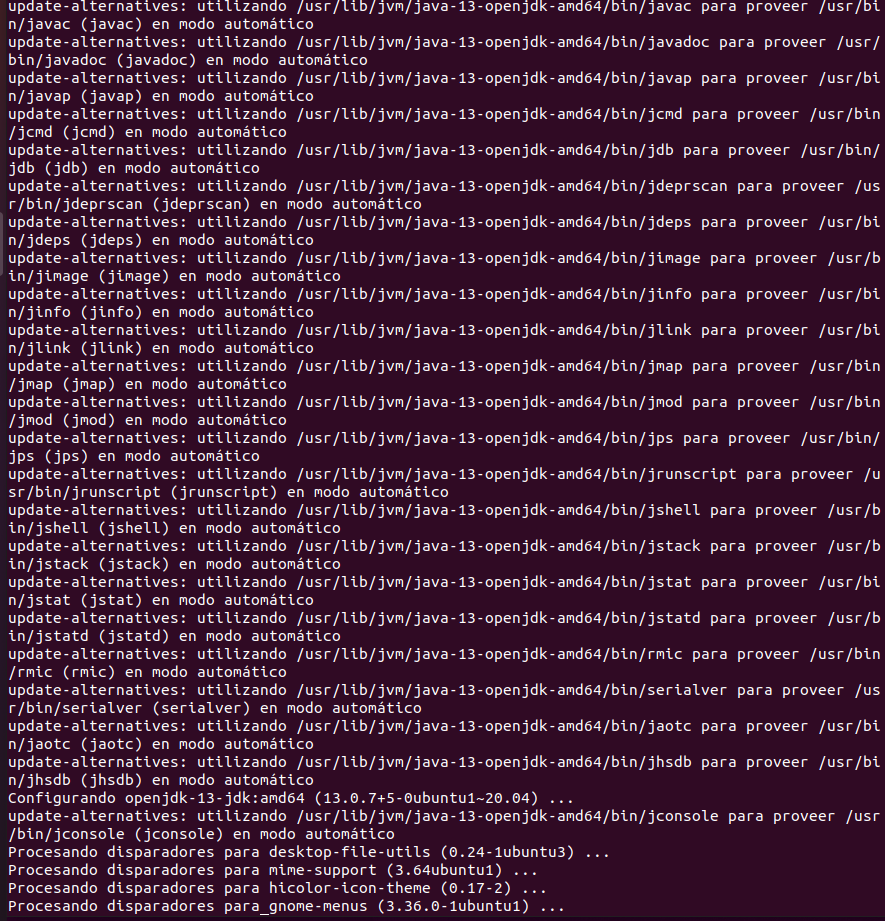 update-alternatives: utilizando /usr/lib/jvm/java-13-openjdk-amd64/bin/javac para proveer /usr/bi
n/javac (javac) en modo automático
update-alternatives: utilizando /usr/lib/jvm/java-13-openjdk-amd64/bin/javadoc para proveer /usr/
bin/javadoc (javadoc) en modo automático
update-alternatives: utilizando /usr/lib/jvm/java-13-openjdk-amd64/bin/javap para proveer /usr/bi
n/javap (javap) en modo automático
update-alternatives: utilizando /usr/lib/jvm/java-13-openjdk-amd64/bin/jcmd para proveer /usr/bin
/jcmd (jcmd) en modo automático
update-alternatives: utilizando /usr/lib/jvm/java-13-openjdk-amd64/bin/jdb para proveer /usr/bin/
jdb (jdb) en modo automático
update-alternatives: utilizando /usr/lib/jvm/java-13-openjdk-amd64/bin/jdeprscan para proveer /us
r/bin/jdeprscan (jdeprscan) en modo automático
update-alternatives: utilizando /usr/lib/jvm/java-13-openjdk-amd64/bin/jdeps para proveer /usr/bi
n/jdeps (jdeps) en modo automático
update-alternatives: utilizando /usr/lib/jvm/java-13-openjdk-amd64/bin/jimage para proveer /usr/b
in/jimage (jimage) en modo automático
update-alternatives: utilizando /usr/lib/jvm/java-13-openjdk-amd64/bin/jinfo para proveer /usr/bi
n/jinfo (jinfo) en modo automático
update-alternatives: utilizando /usr/lib/jvm/java-13-openjdk-amd64/bin/jlink para proveer /usr/bi
n/jlink (jlink) en modo automático
update-alternatives: utilizando /usr/lib/jvm/java-13-openjdk-amd64/bin/jmap para proveer /usr/bin
/jmap (jmap) en modo automático
update-alternatives: utilizando /usr/lib/jvm/java-13-openjdk-amd64/bin/jmod para proveer /usr/bin
/jmod (jmod) en modo automático
update-alternatives: utilizando /usr/lib/jvm/java-13-openjdk-amd64/bin/jps para proveer /usr/bin/
jps (jps) en modo automático
update-alternatives: utilizando /usr/lib/jvm/java-13-openjdk-amd64/bin/jrunscript para proveer /u
sr/bin/jrunscript (jrunscript) en modo automático
update-alternatives: utilizando /usr/lib/jvm/java-13-openjdk-amd64/bin/jshell para proveer /usr/b
in/jshell (jshell) en modo automático
update-alternatives: utilizando /usr/lib/jvm/java-13-openjdk-amd64/bin/jstack para proveer /usr/b
in/jstack (jstack) en modo automático
update-alternatives: utilizando /usr/lib/jvm/java-13-openjdk-amd64/bin/jstat para proveer /usr/bi
n/jstat (jstat) en modo automático
update-alternatives: utilizando /usr/lib/jvm/java-13-openjdk-amd64/bin/jstatd para proveer /usr/b
in/jstatd (jstatd) en modo automático
update-alternatives: utilizando /usr/lib/jvm/java-13-openjdk-amd64/bin/rmic para proveer /usr/bin
/rmic (rmic) en modo automático
update-alternatives: utilizando /usr/lib/jvm/java-13-openjdk-amd64/bin/serialver para proveer /us
r/bin/serialver (serialver) en modo automático
update-alternatives: utilizando /usr/lib/jvm/java-13-openjdk-amd64/bin/jaotc para proveer /usr/bi
n/jaotc (jaotc) en modo automático
update-alternatives: utilizando /usr/lib/jvm/java-13-openjdk-amd64/bin/jhsdb para proveer /usr/bi
n/jhsdb (jhsdb) en modo automático
Configurando openjdk-13-jdk:amd64 (13.0.7+5-0ubuntu1~20.04) ...
update-alternatives: utilizando /usr/lib/jvm/java-13-openjdk-amd64/bin/jconsole para proveer /usr
/bin/jconsole (jconsole) en modo automático
Procesando disparadores para desktop-file-utils (0.24-1ubuntu3) ...
Procesando disparadores para mime-support (3.64ubuntu1) ...
Procesando disparadores para hicolor-icon-theme (0.17-2) ...
Procesando disparadores para gnome-menus (3.36.0-1ubuntu1) ...